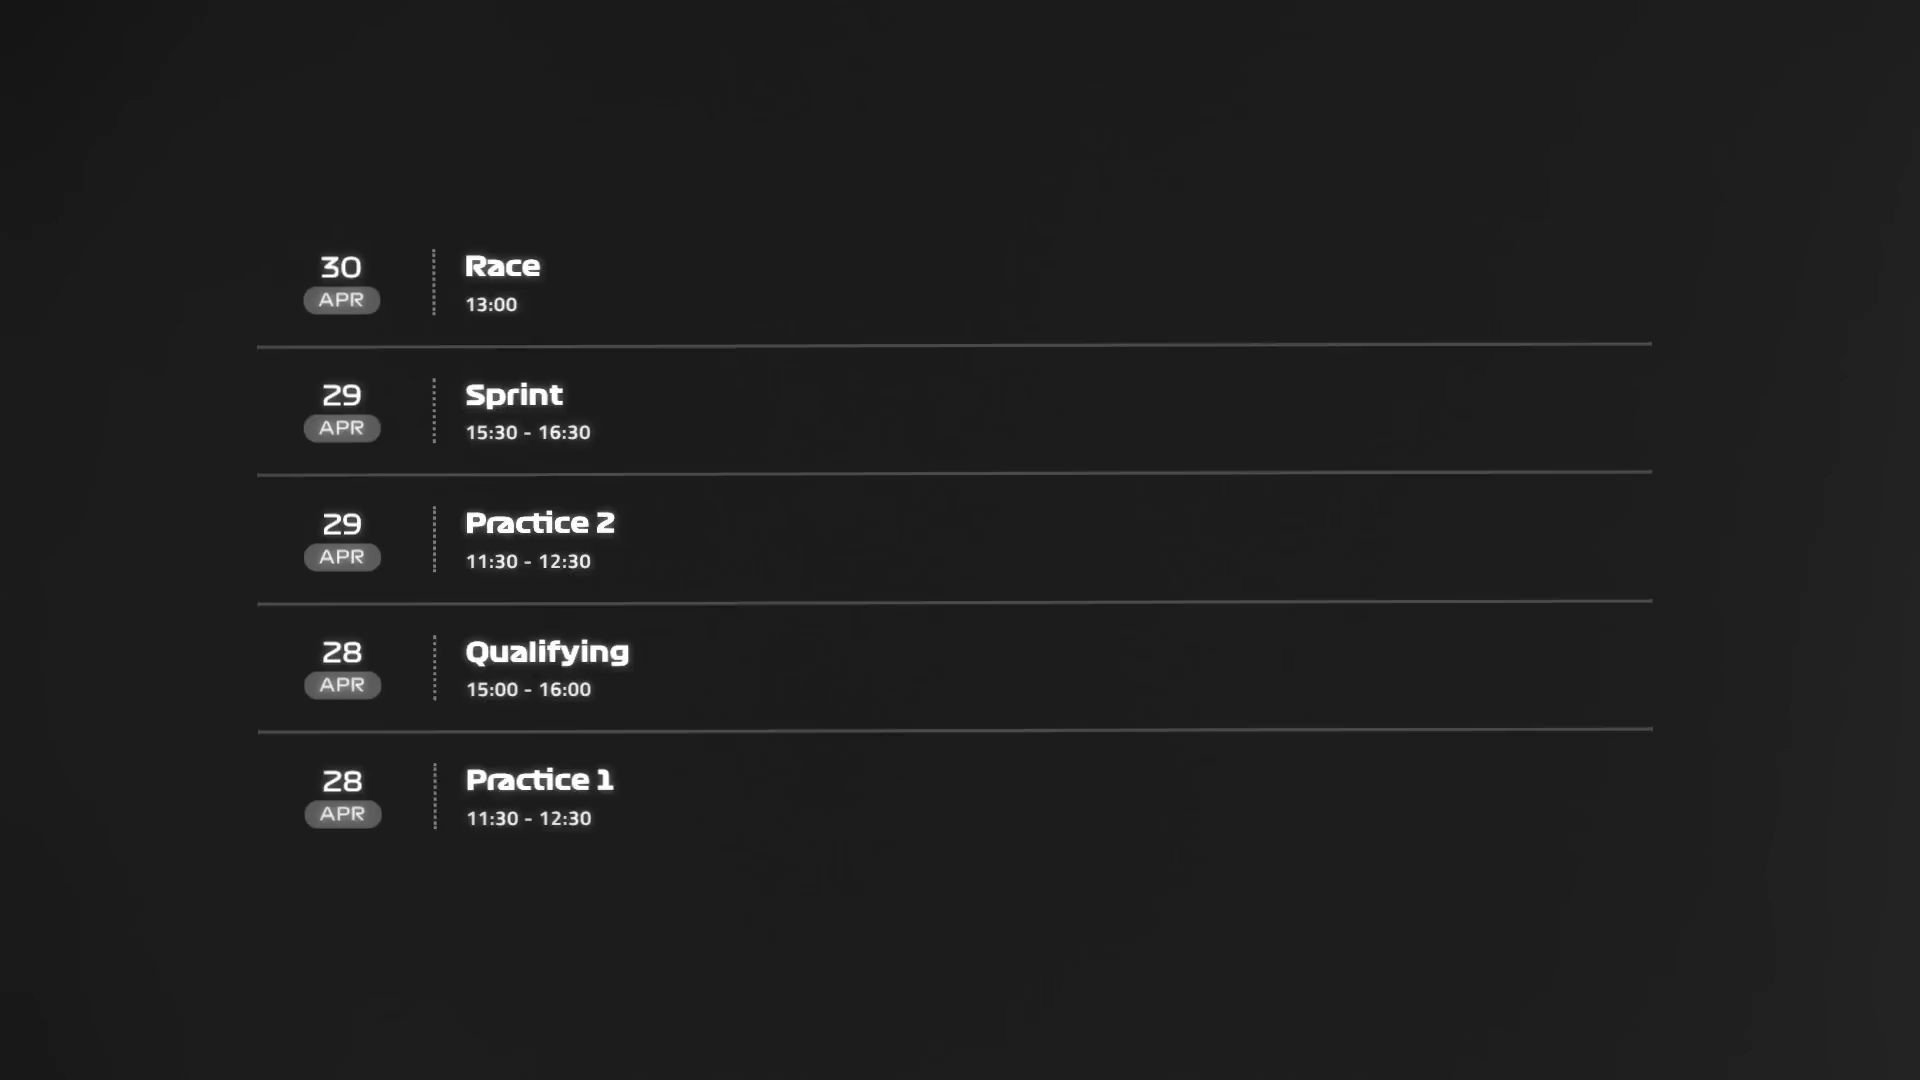 30
APR
Race
13:00
29
APR
Sprint
15:30 - 16:30
29
APR
Practice 2
11:30 - 12:30
28
APR
Qualifying
15:00 - 16:00
28
APR
Practice 1
11:30 - 12:30